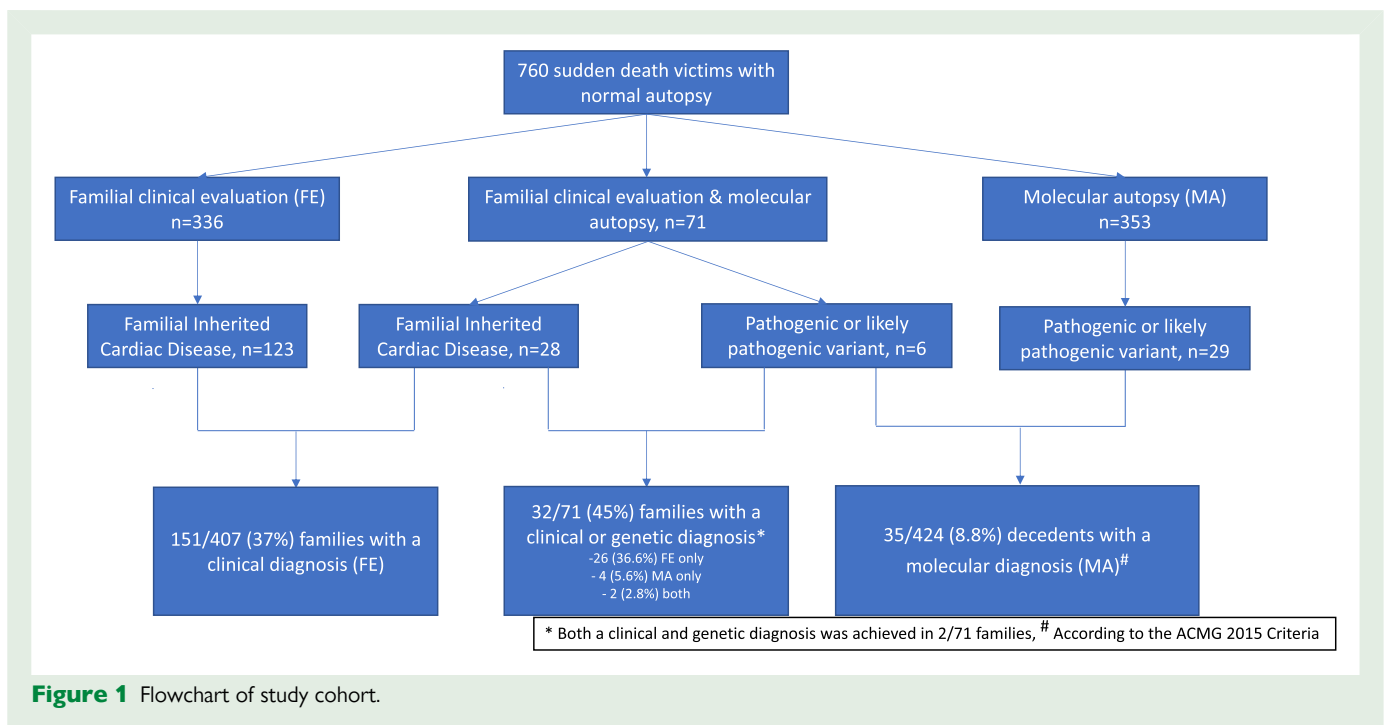 760 sudden death victims with
normal autopsy
Familial clinical evaluation (FE)
n=336
Familial clinical evaluation & molecular
autopsy, n=71
Molecular autopsy (MA)
n=353
Familial Inherited
Cardiac Disease, n=123
Familial Inherited
Cardiac Disease, n=28
Pathogenic or likely
pathogenic variant, n=6
Pathogenic or likely
pathogenic variant, n=29
151/407 (37%) families with a
clinical diagnosis (FE)
32/71 (45%) families with a
clinical or genetic diagnosis*
-26 (36.6%) FE only
- 4 (5.6%) MA only
- 2 (2.8%) both
35/424 (8.8%) decedents with a
molecular diagnosis (MA)#
* Both a clinical and genetic diagnosis was achieved in 2/71 families, # According to the ACMG 2015 Criteria
Figure 1 Flowchart of study cohort.